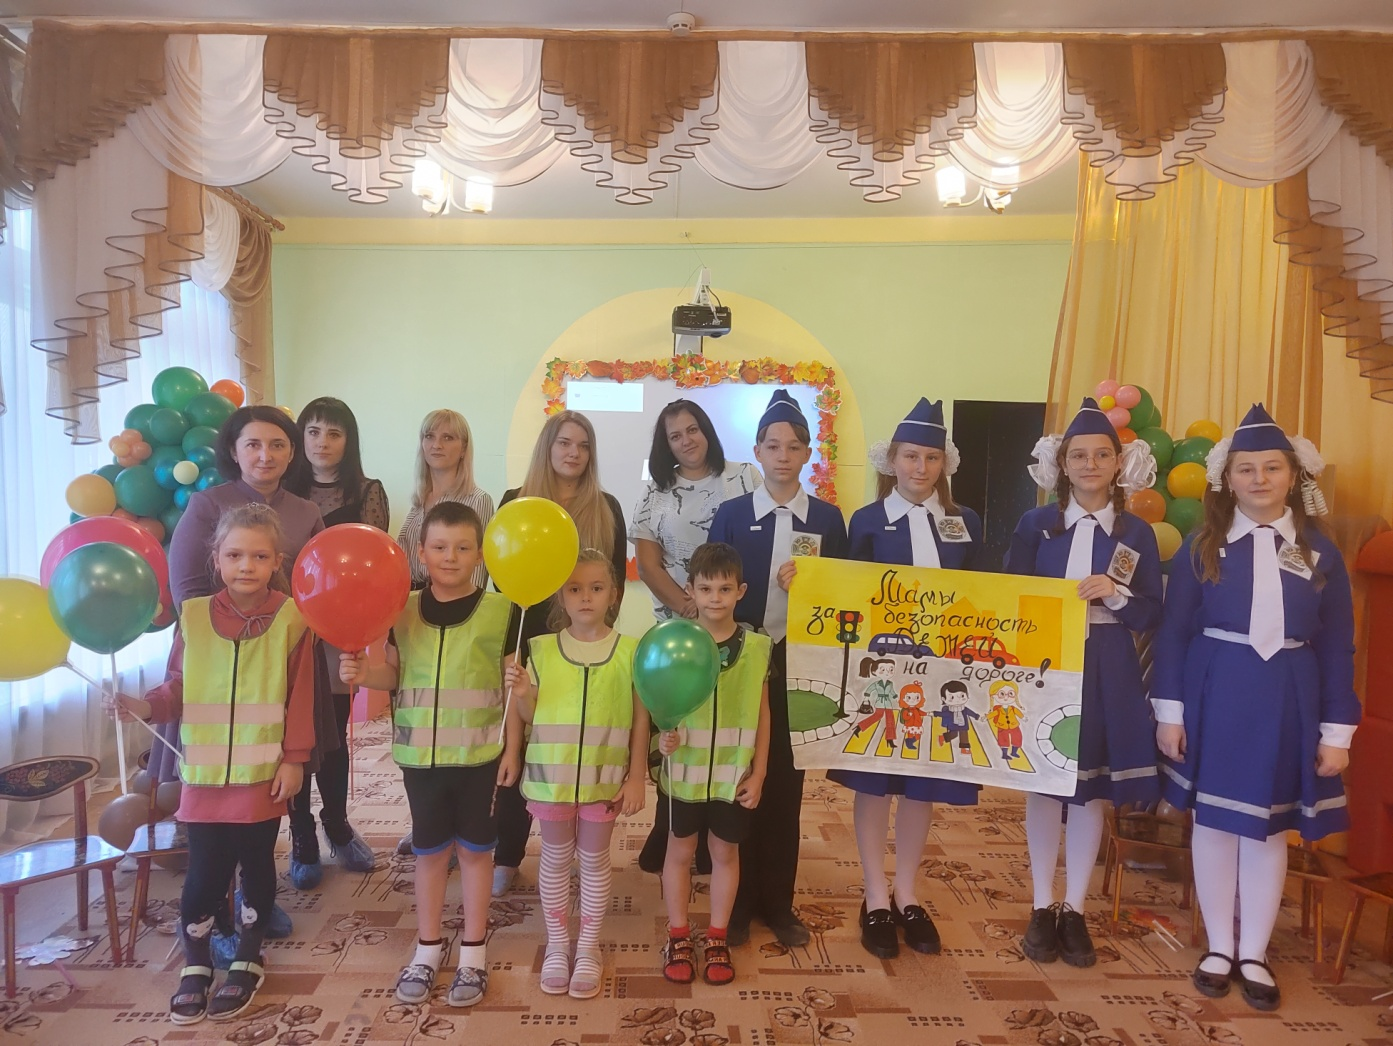 Мамы
за безопасность
Детей
на дороге!